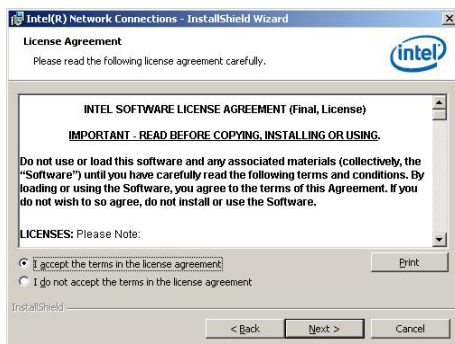 Intel(R) Network Connections - InstallShield Wizard
License Agreement
Please read the following license agreement carefully.
intel
INTEL SOFTWARE LICENSE AGREEMENT (Final, License)
IMPORTANT - READ BEFORE COPYING, INSTALLING OR USING.
Do not use or load this software and any associated materials (collectively, the
“Software”) until you have carefully read the following terms and conditions. By
loading or using the Software, you agree to the terms of this Agreement. If you
do not wish to so agree, do not install or use the Software.
LICENSES: Please Note:
I accept the terms in the license agreement
Print
I do not accept the terms in the license agreement
InstallShield
< Back
Next >
Cancel